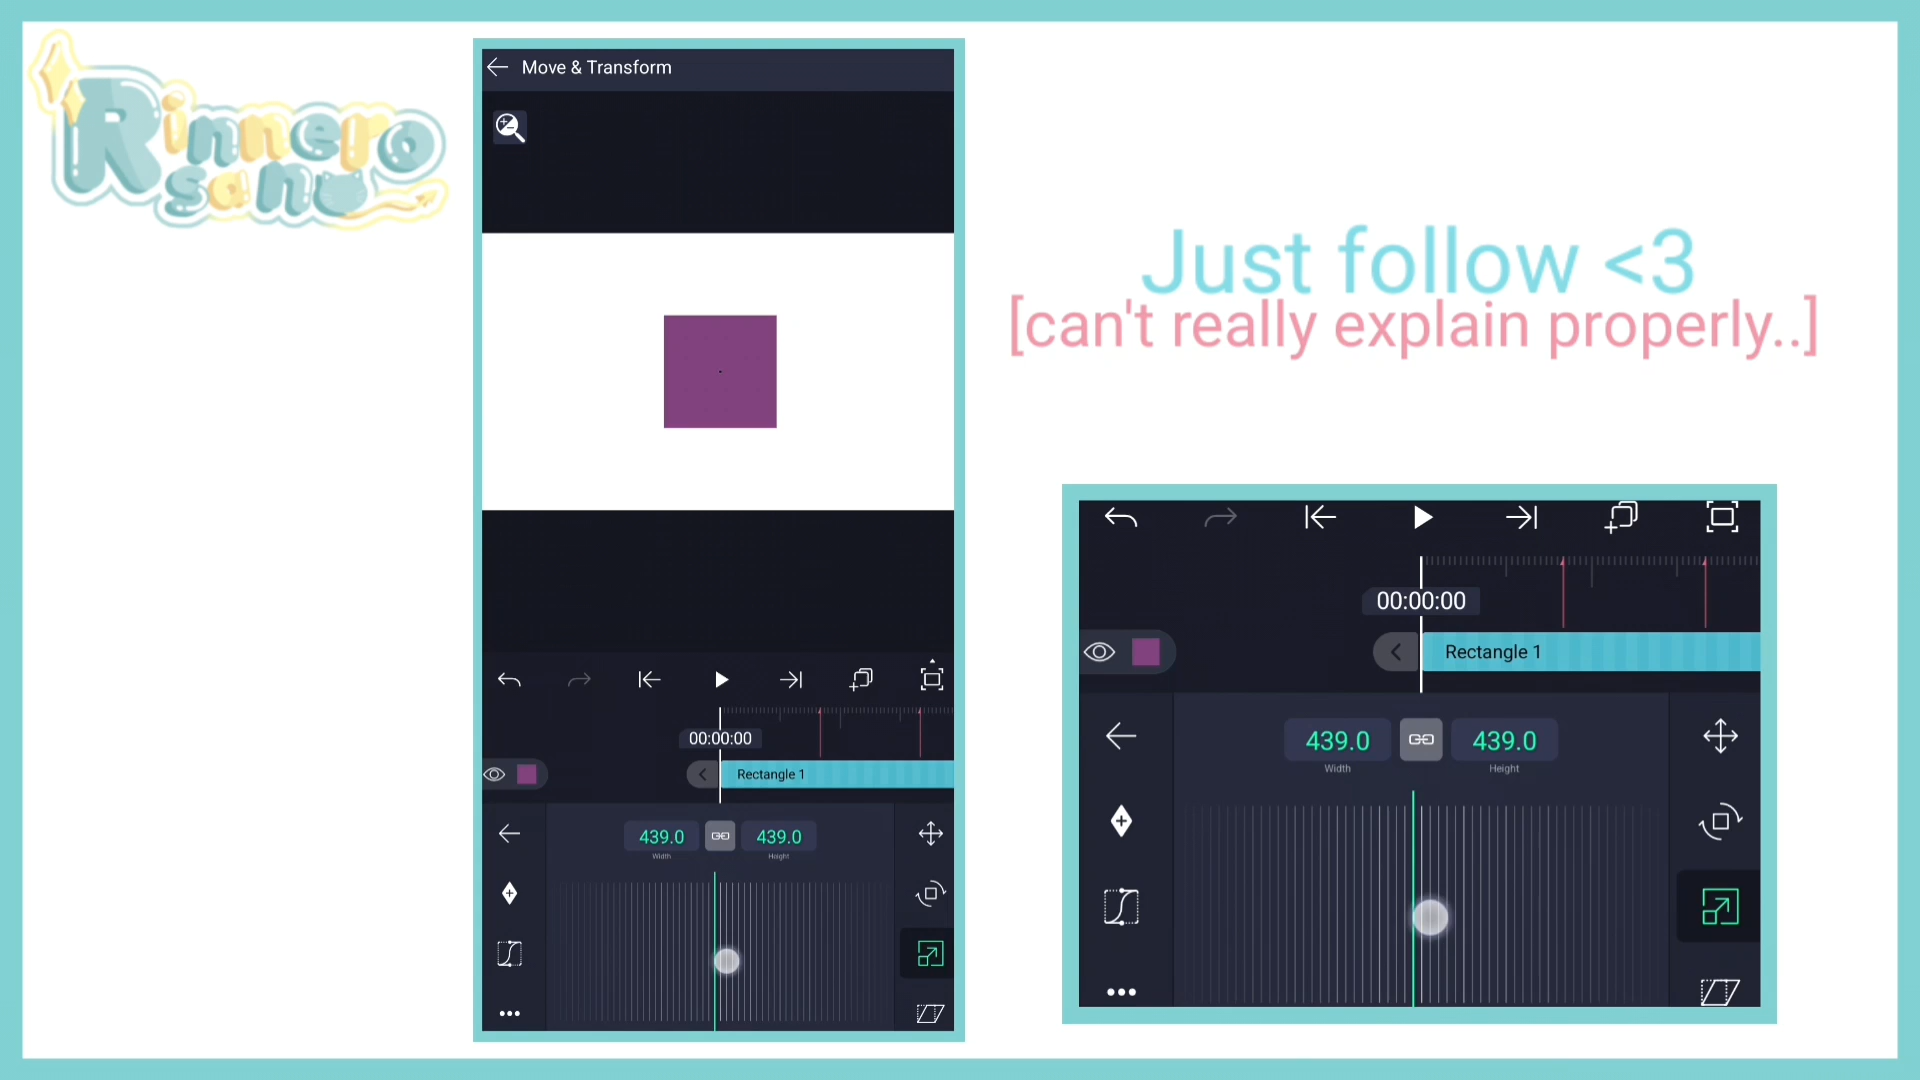 Rinnero
san
Move & Transform
00:00:00
Rectangle 1
439.0
439.0
Width
Height
Just follow <3
[can't really explain properly..]
00:00:00
Rectangle 1
439.0
439.0
Width
Height